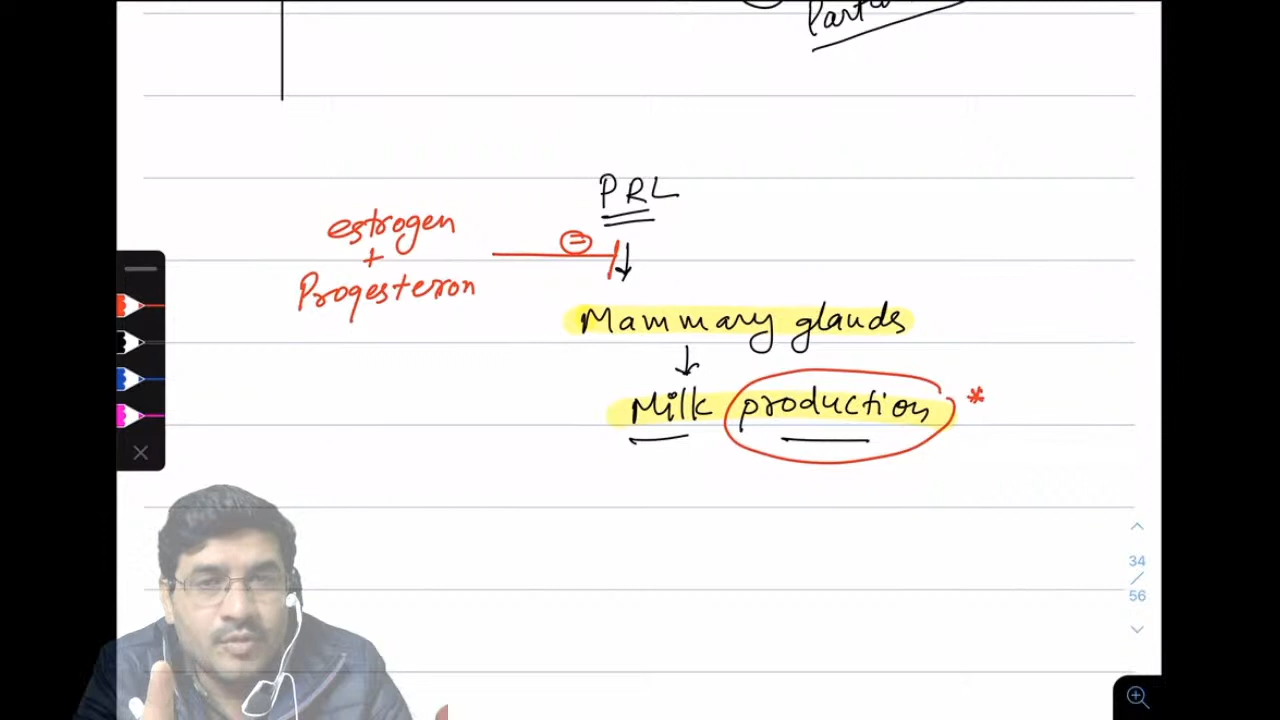 PRL
estrogen
+
Progesteron
Mammary glands
Milk production *
34
/
56